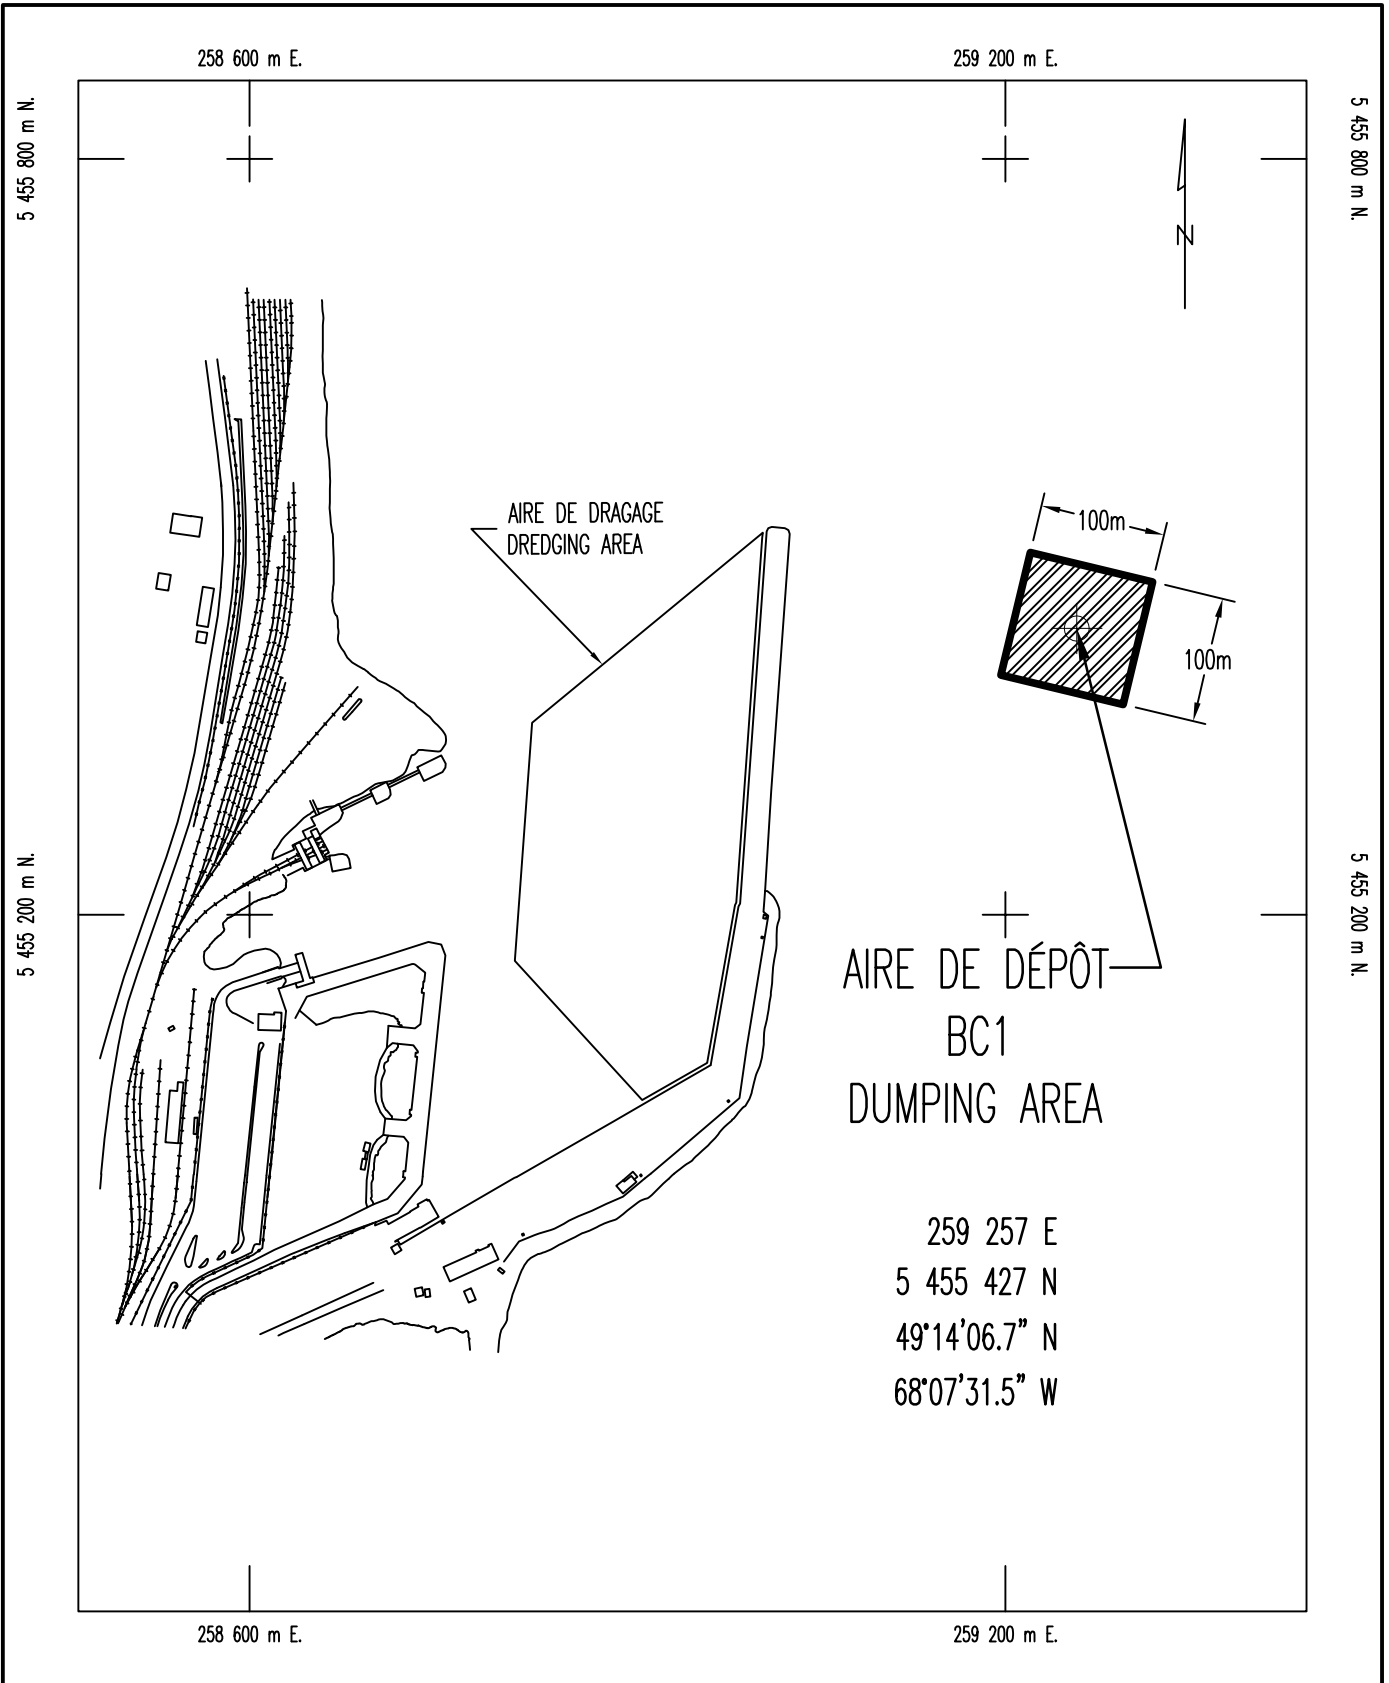 258 600 m E.
259 200 m E.
5 455 800 m N.
5 455 800 m N.
N
AIRE DE DRAGAGE
DREDGING AREA
100m
100m
5 455 200 m N.
5 455 200 m N.
AIRE DE DÉPÔT
BC1
DUMPING AREA
259 257 E
5 455 427 N
49°14'06.7" N
68°07'31.5" W
258 600 m E.
259 200 m E.